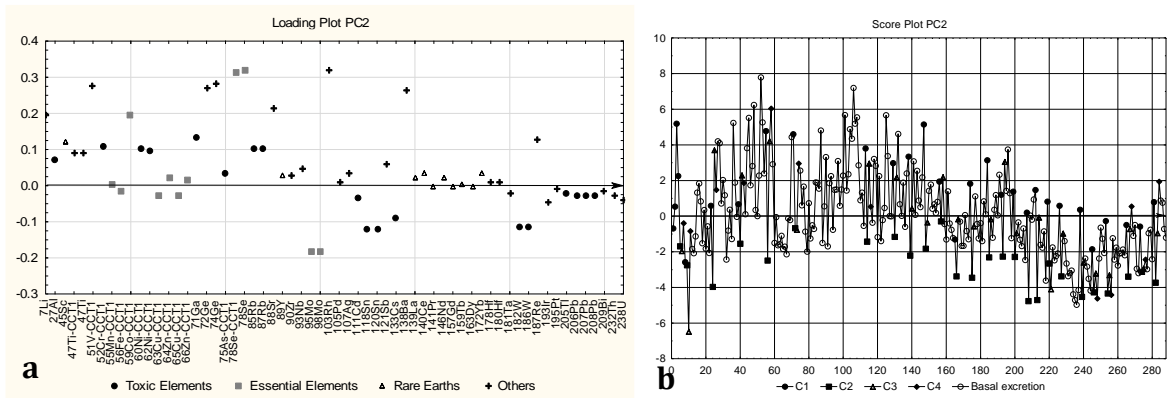 Loading Plot PC2
0.4
0.3
0.2
0.1
0.0
-0.1
-0.2
-0.3
7Li
27Al
45Sc
47Ti-CCT1
47Ti
51V-CCT1
52Cr-CCT1
55Mn-CCT1
56Fe-CCT1
59Co-CCT1
60Ni-CCT1
62Ni-CCT1
63Cu-CCT1
64Zn-CCT1
65Cu-CCT1
66Zn-CCT1
71Ga
72Ge
74Ge
75As-CCT1
78Se-CCT1
78Se
85Rb
87Rb
88Sr
89Y
90Zr
93Nb
95Mo
98Mo
103Rh
105Pd
107Ag
111Cd
118Sn
120Sn
121Sb
133Cs
138Ba
139La
140Ce
141Pr
146Nd
157Gd
159Tb
163Dy
172Yb
178Hf
180Hf
181Ta
182W
186W
187Re
193Ir
195Pt
205Tl
206Pb
207Pb
208Pb
209Bi
232Th
238U
a
Toxic Elements Essential Elements Rare Earths Others
Score Plot PC2
10
8
6
4
2
0
-2
-4
-6
-8
0 20 40 60 80 100 120 140 160 180 200 220 240 260 280
b
C1 C2 C3 C4 Basal excretion